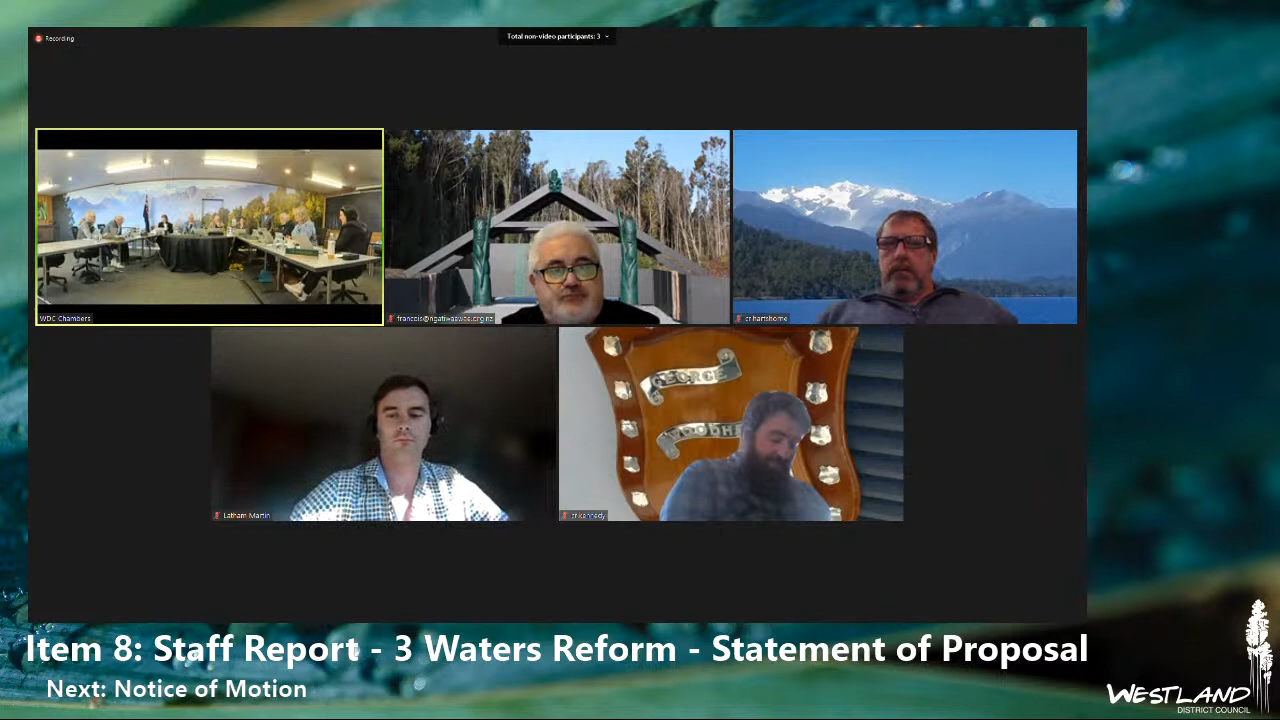 Recording
Total non-video participants: 3
WDC Chambers
francois@ngatiwaewae.org.nz
cr.hartshorne
GEORGE
Latham Martin
cr.kennedy
Item 8: Staff Report - 3 Waters Reform - Statement of Proposal
Next: Notice of Motion
WESTLAND
DISTRICT COUNCIL